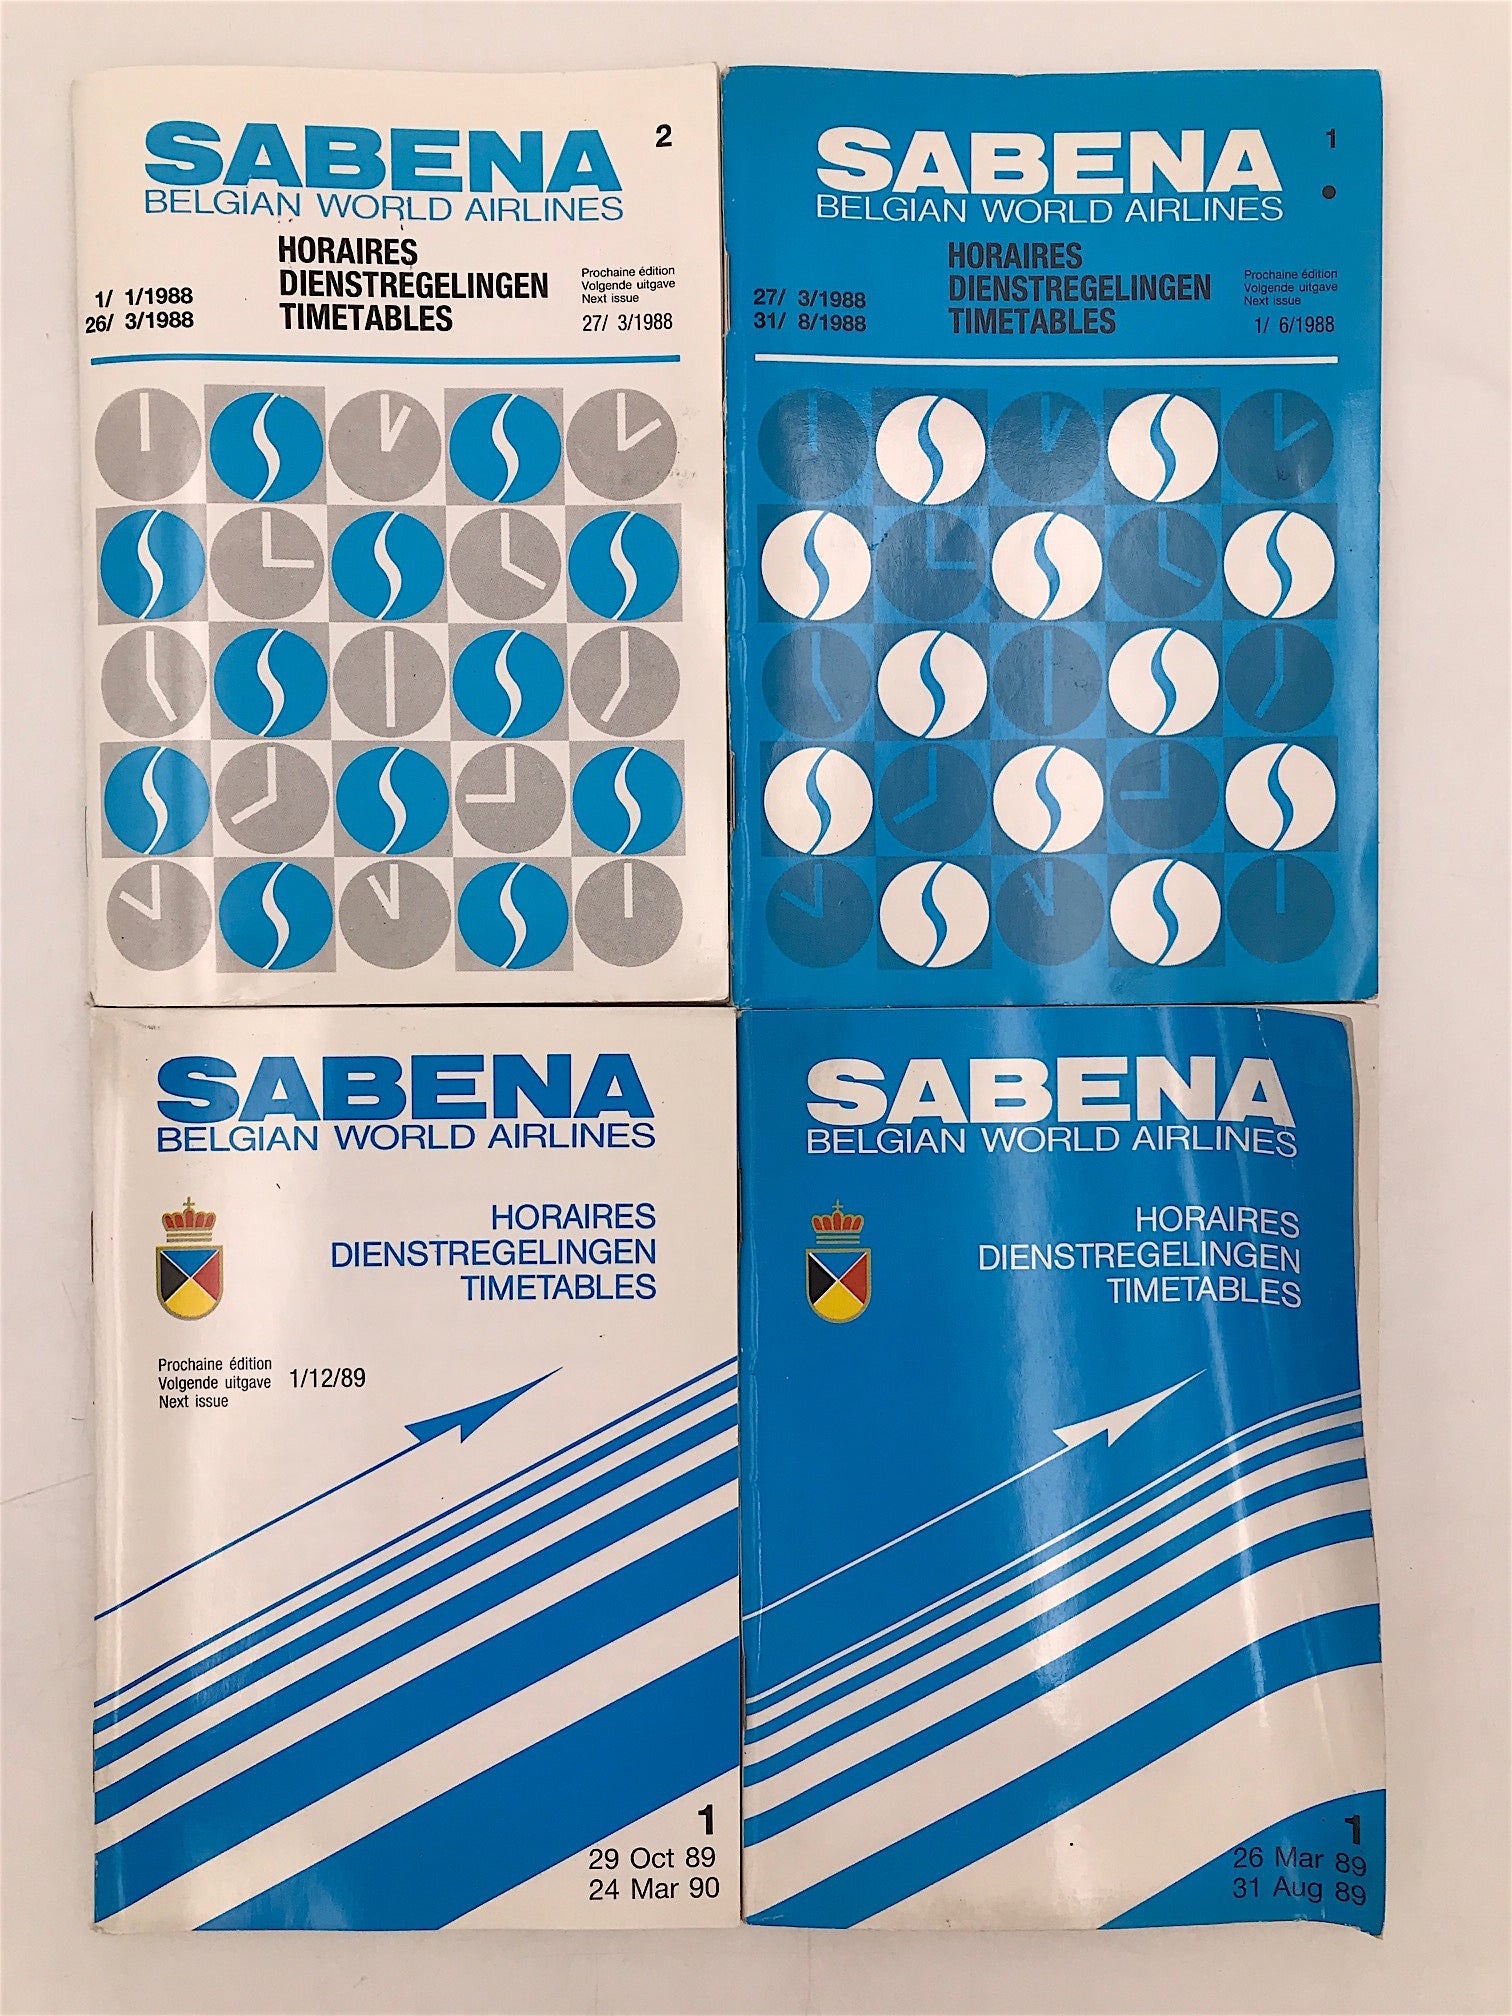 SABENA
2
BELGIAN WORLD AIRLINES
HORAIRES
DIENSTREGELINGEN
TIMETABLES
1/ 1/1988
26/ 3/1988
Prochaine édition
Volgende uitgave
Next issue
27/ 3/1988
SABENA
1
BELGIAN WORLD AIRLINES
HORAIRES
DIENSTREGELINGEN
TIMETABLES
27/ 3/1988
31/ 8/1988
Prochaine édition
Volgende uitgave
Next issue
1/ 6/1988
SABENA
BELGIAN WORLD AIRLINES
HORAIRES
DIENSTREGELINGEN
TIMETABLES
Prochaine édition
Volgende uitgave 1/12/89
Next issue
1
29 Oct 89
24 Mar 90
SABENA
BELGIAN WORLD AIRLINES
HORAIRES
DIENSTREGELINGEN
TIMETABLES
1
26 Mar 89
31 Aug 89